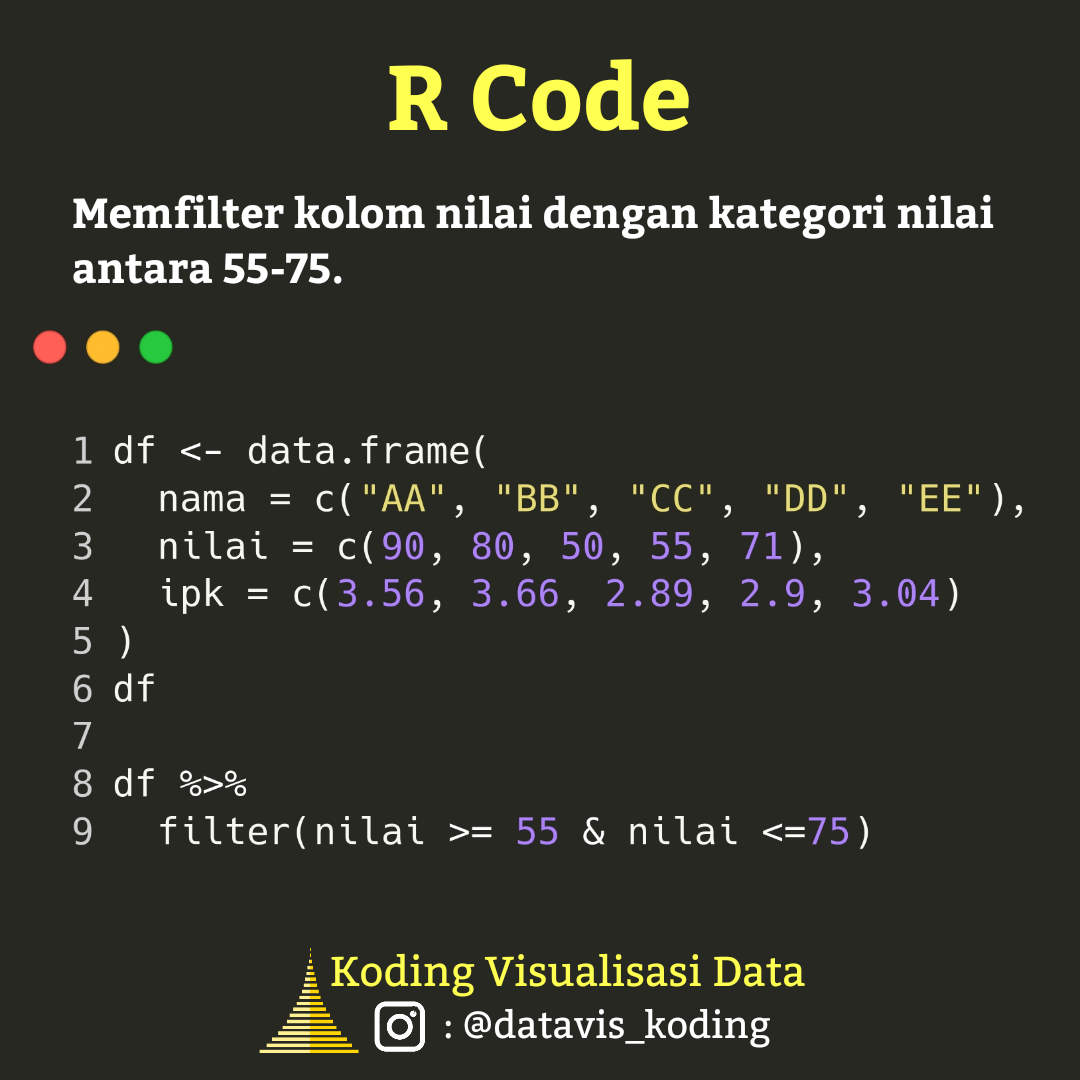 R Code
Memfilter kolom nilai dengan kategori nilai
antara 55-75.
1 df <- data.frame(
2   nama = c("AA", "BB", "CC", "DD", "EE"),
3   nilai = c(90, 80, 50, 55, 71),
4   ipk = c(3.56, 3.66, 2.89, 2.9, 3.04)
5 )
6 df
7
8 df %>%
9   filter(nilai >= 55 & nilai <=75)
Koding Visualisasi Data
: @datavis_koding